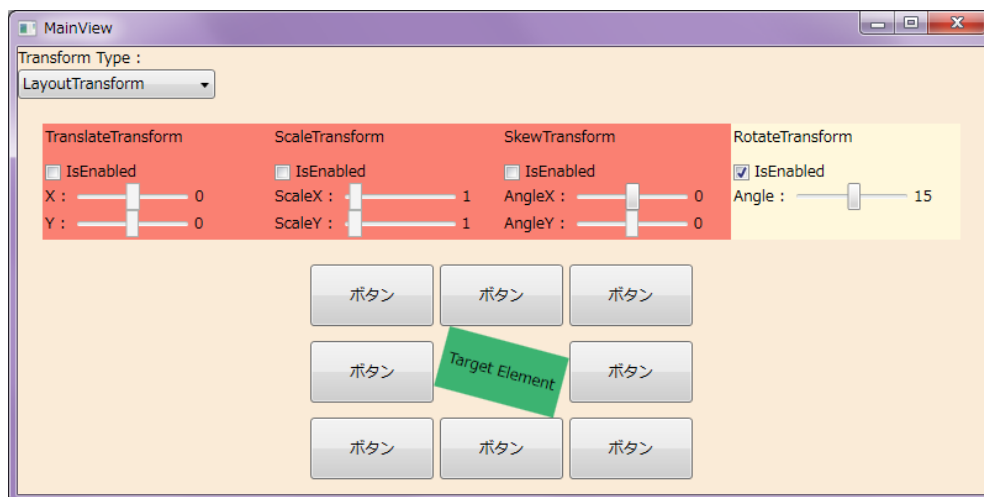 MainView
Transform Type :
LayoutTransform
TranslateTransform ScaleTransform SkewTransform RotateTransform
IsEnabled IsEnabled IsEnabled IsEnabled
X : 0 ScaleX : 1 AngleX : 0 Angle : 15
Y : 0 ScaleY : 1 AngleY : 0
ボタン ボタン ボタン
ボタン Target Element ボタン
ボタン ボタン ボタン